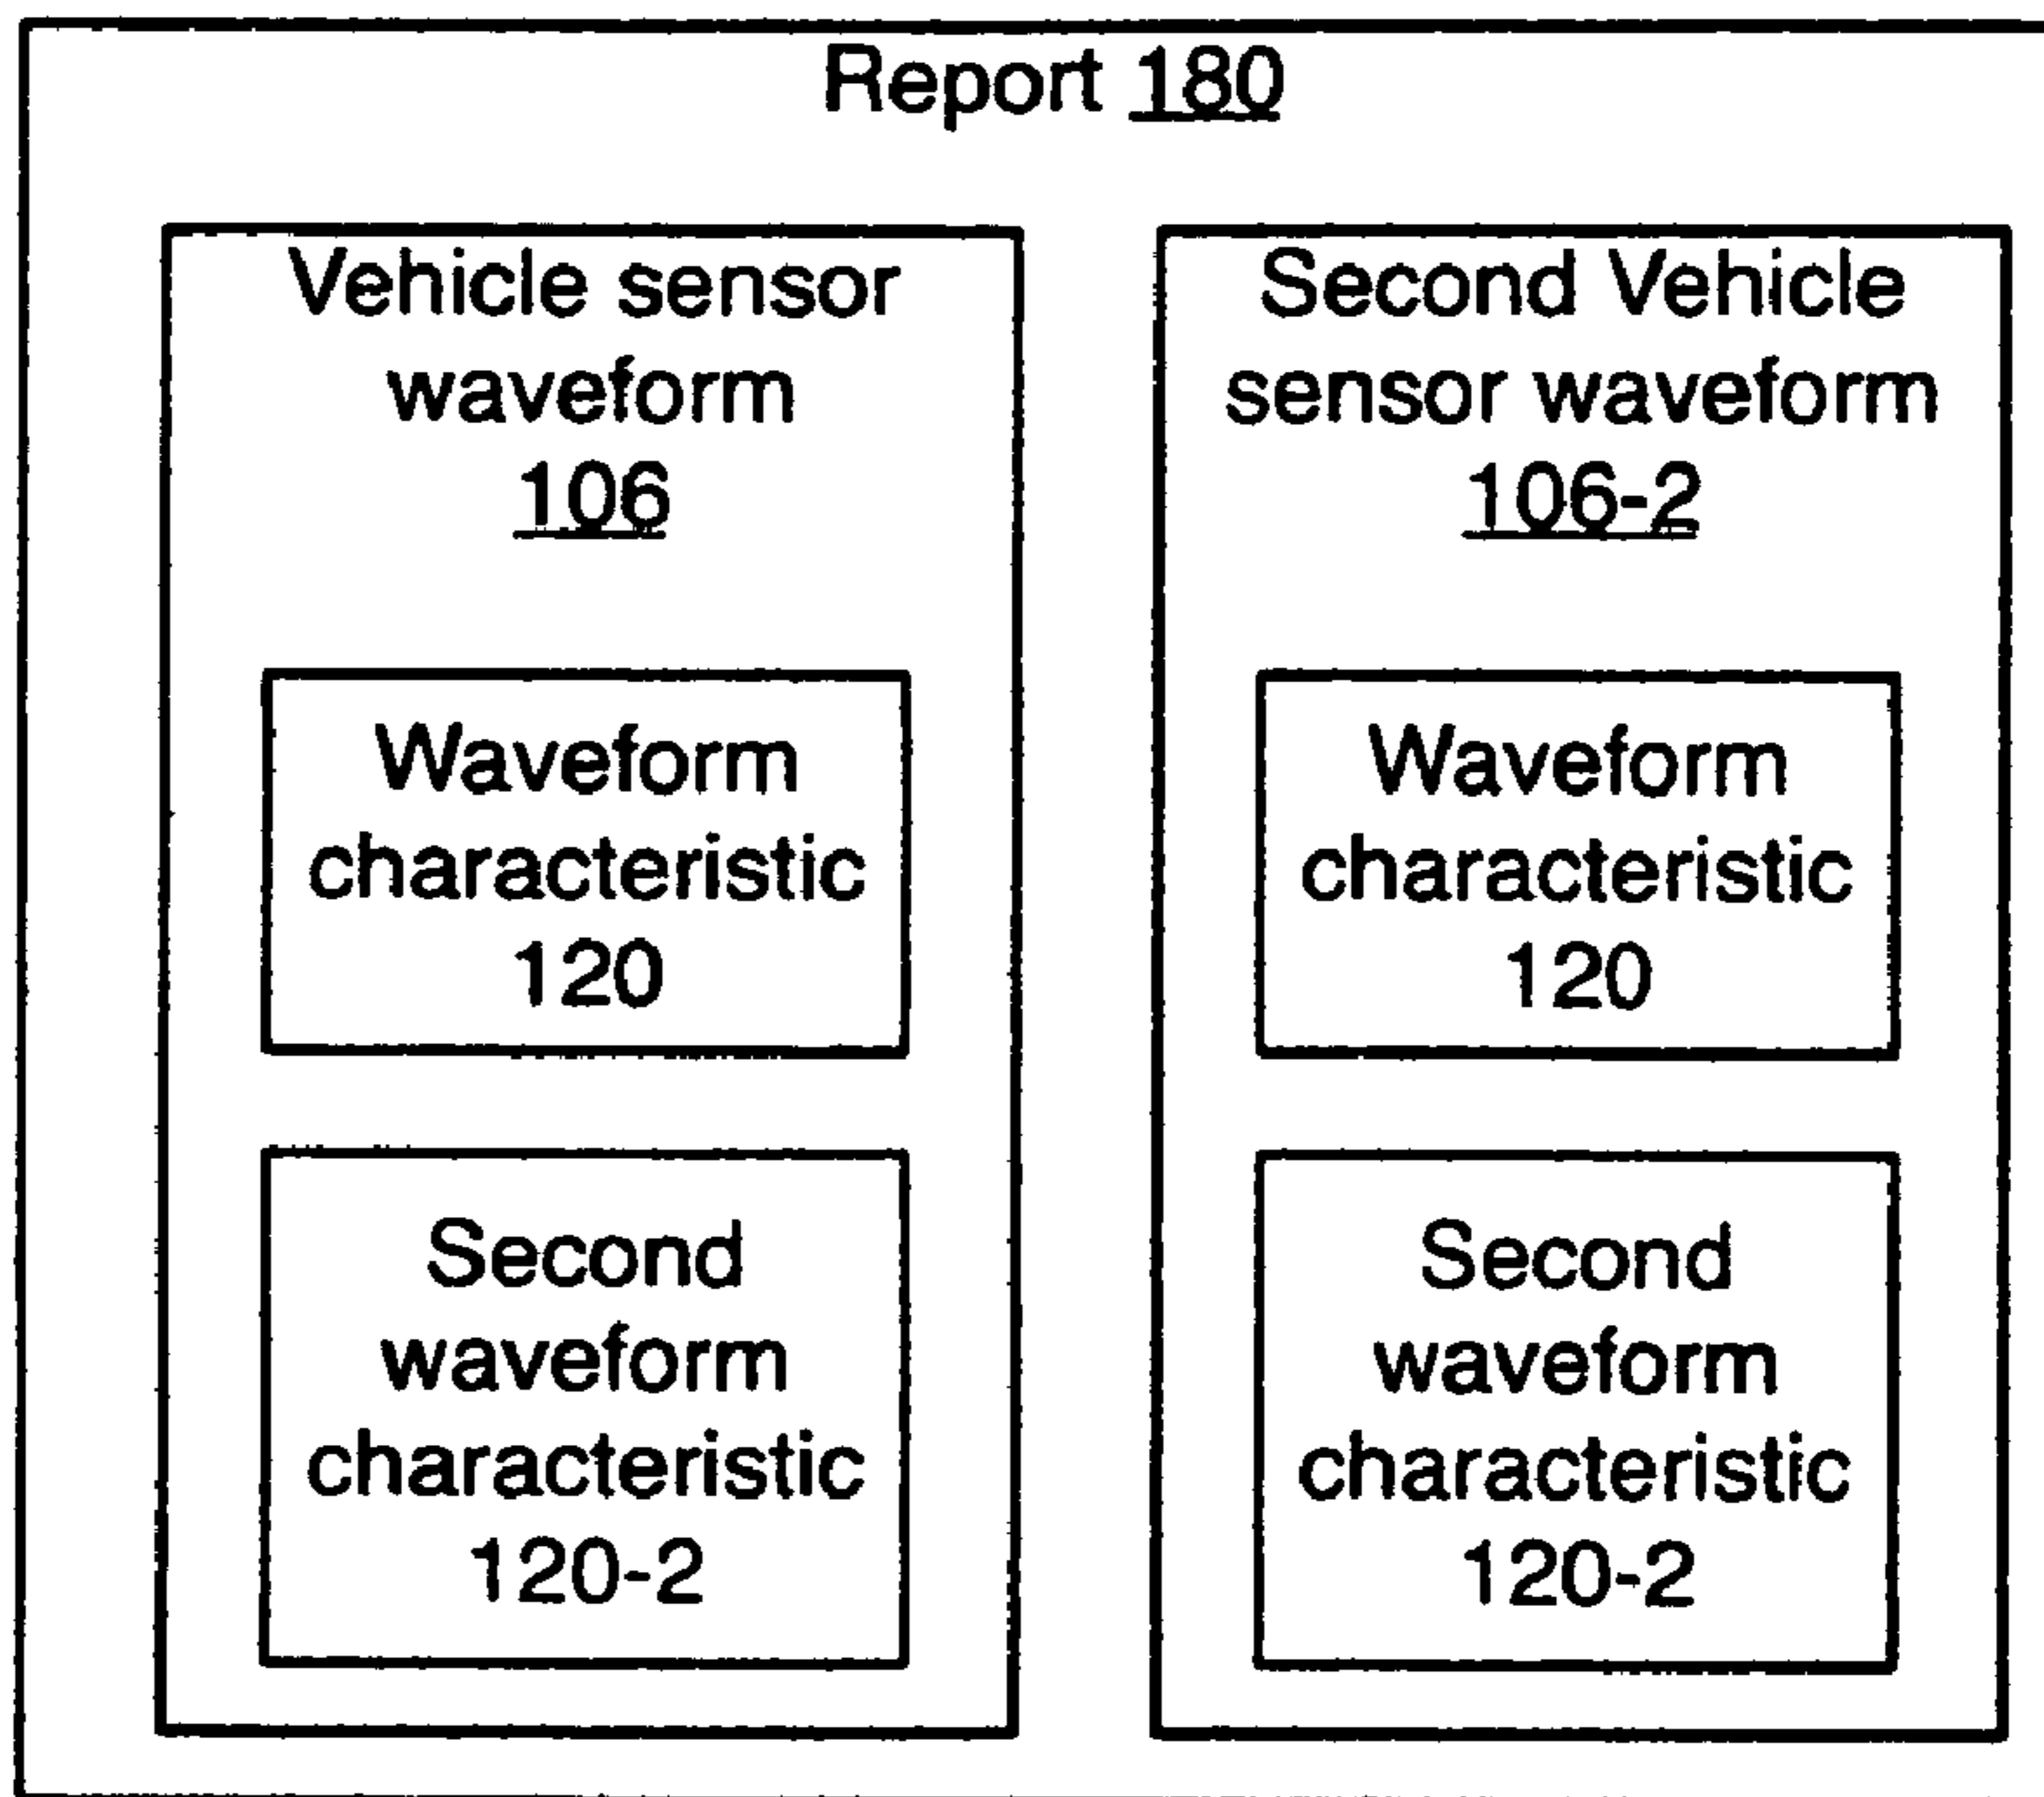 Report 180
Vehicle sensor
waveform
106
Waveform
characteristic
120
Second
waveform
characteristic
120-2
Second Vehicle
sensor waveform
106-2
Waveform
characteristic
120
Second
waveform
characteristic
120-2